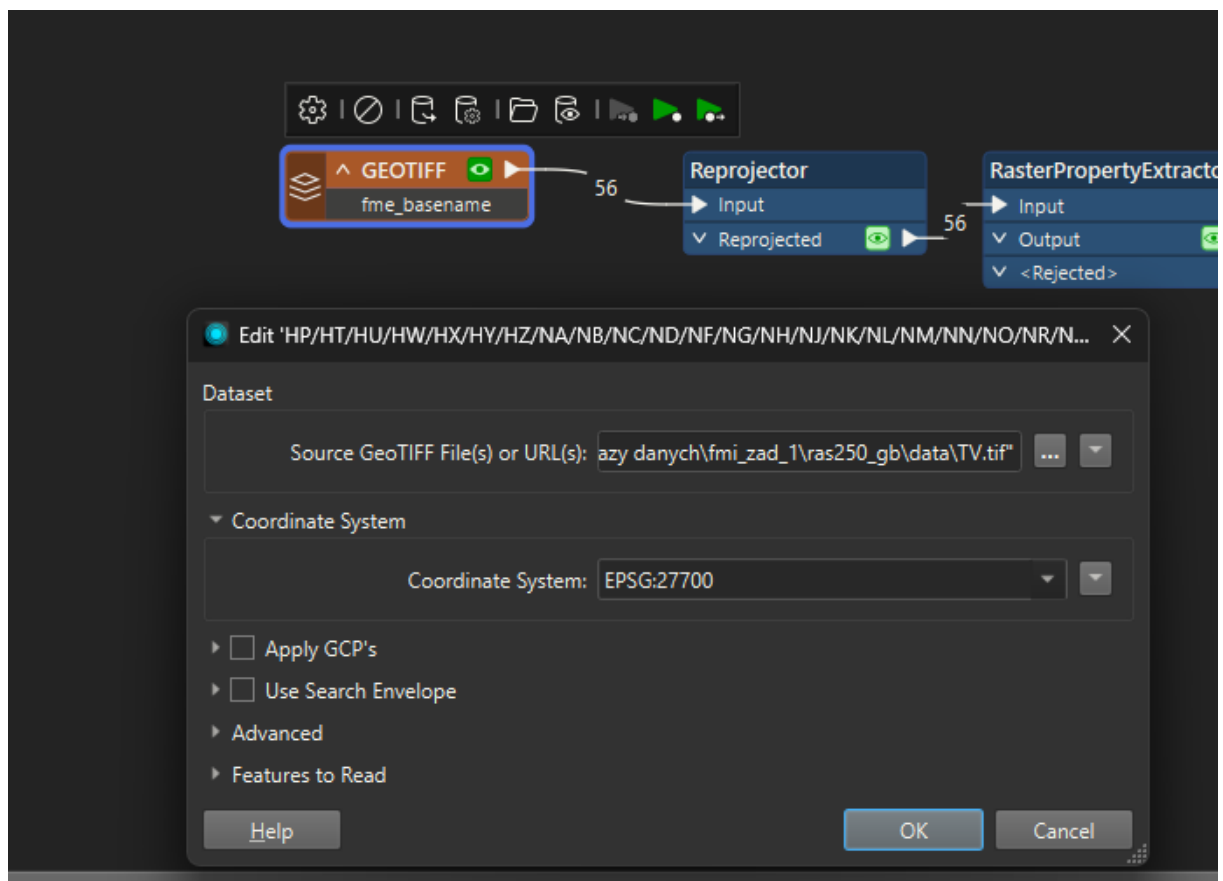 GEOTIFF
fme_basename
56
Reprojector
Input
Reprojected
56
RasterPropertyExtracto
Input
Output
<Rejected>
Edit 'HP/HT/HU/HW/HX/HY/HZ/NA/NB/NC/ND/NF/NG/NH/NJ/NK/NL/NM/NN/NO/NR/N...
Dataset
Source GeoTIFF File(s) or URL(s): azy danych\fmi_zad_1\ras250_gb\data\TV.tif" ...
Coordinate System
Coordinate System: EPSG:27700
Apply GCP's
Use Search Envelope
Advanced
Features to Read
Help OK Cancel